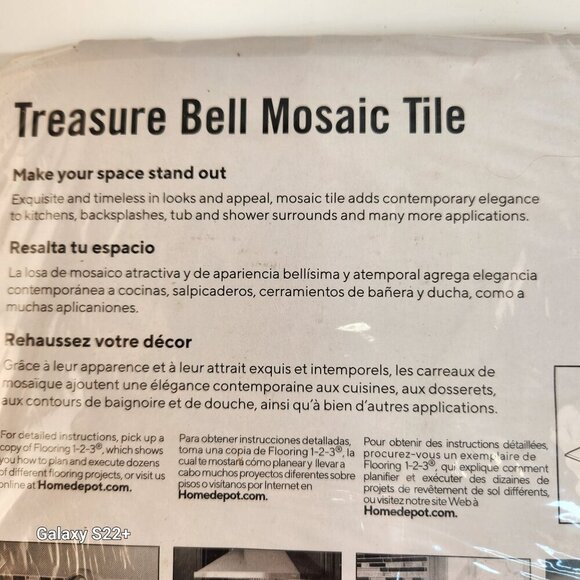 Treasure Bell Mosaic Tile
Make your space stand out
Exquisite and timeless in looks and appeal, mosaic tile adds contemporary elegance
to kitchens, backsplashes, tub and shower surrounds and many more applications.
Resalta tu espacio
La losa de mosaico atractiva y de apariencia bellísima y atemporal agrega elegancia
contemporánea a cocinas, salpicaderos, cerramientos de bañera y ducha, como a
muchas aplicaniones.
Rehaussez votre décor
Grâce à leur apparence et à leur attrait exquis et intemporels, les carreaux de
mosaïque ajoutent une élégance contemporaine aux cuisines, aux dosserets,
aux contours de baignoire et de douche, ainsi qu'à bien d'autres applications.
For detailed instructions, pick up a
copy of Flooring 1-2-3®, which shows
you how to plan and execute dozens
of different flooring projects, or visit us
online at Homedepot.com.
Para obtener instrucciones detalladas,
toma una copia de Flooring 1-2-3®, la
cual te mostará cómo planear y llevar a
cabo muchos proyectos diferentes sobre
pisos o visítanos por Internet en
Homedepot.com.
Pour obtenir des instructions détaillées,
procurez-vous un exemplaire de
Flooring 1-2-3®, qui explique comment
planifier et exécuter des dizaines de
projets de revêtement de sol différents,
ou visitez notre site Web à
Homedepot.com.
Galaxy S22+